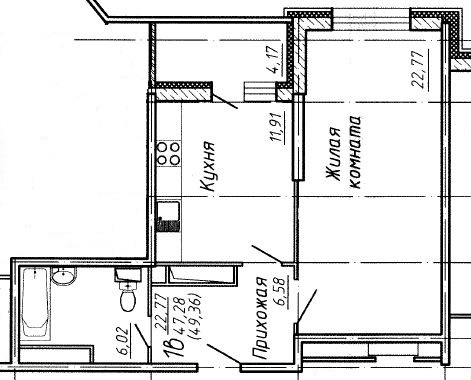 4,17
22,77
11,91
Кухня
Жилая
комната
Прихожая
6,58
6,02
1В
22.77
47,28
(49,36)